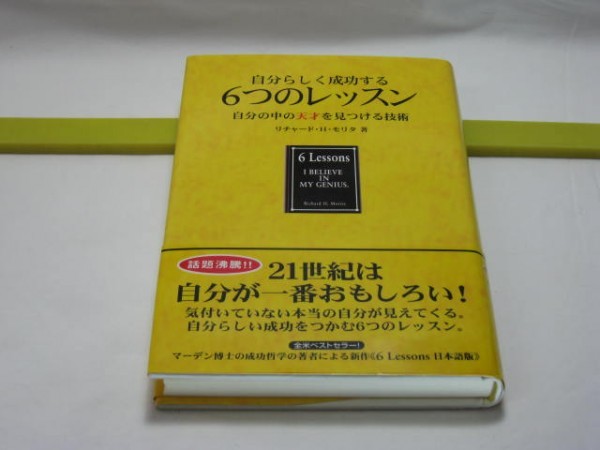 自分らしく成功する
6つのレッスン
自分の中の天才を見つける技術
リチャード・H・モリタ 著
6 Lessons
I BELIEVE
IN
MY GENIUS.
Richard H. Morita
話題沸騰!!
21世紀は
自分が一番おもしろい!
気付いていない本当の自分が見えてくる。
自分らしい成功をつかむ6つのレッスン。
全米ベストセラー!
マーデン博士の成功哲学の著者による新作《6 Lessons 日本語版》